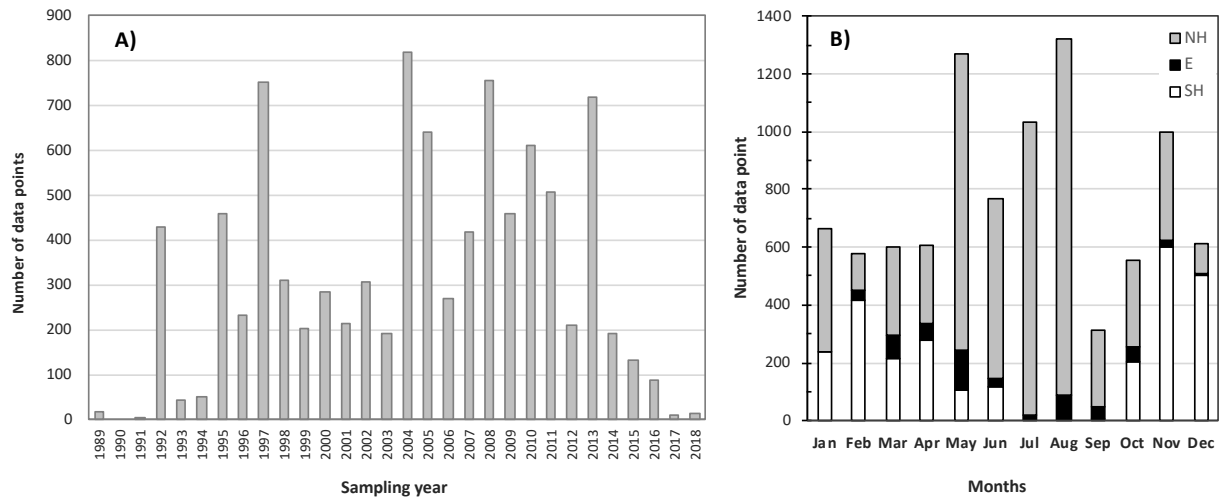 A)
Number of data points
900
800
700
600
500
400
300
200
100
0
1989 1990 1991 1992 1993 1994 1995 1996 1997 1998 1999 2000 2001 2002 2003 2004 2005 2006 2007 2008 2009 2010 2011 2012 2013 2014 2015 2016 2017 2018
Sampling year
B)
NH
E
SH
Number of data point
1400
1200
1000
800
600
400
200
0
Jan Feb Mar Apr May Jun Jul Aug Sep Oct Nov Dec
Months